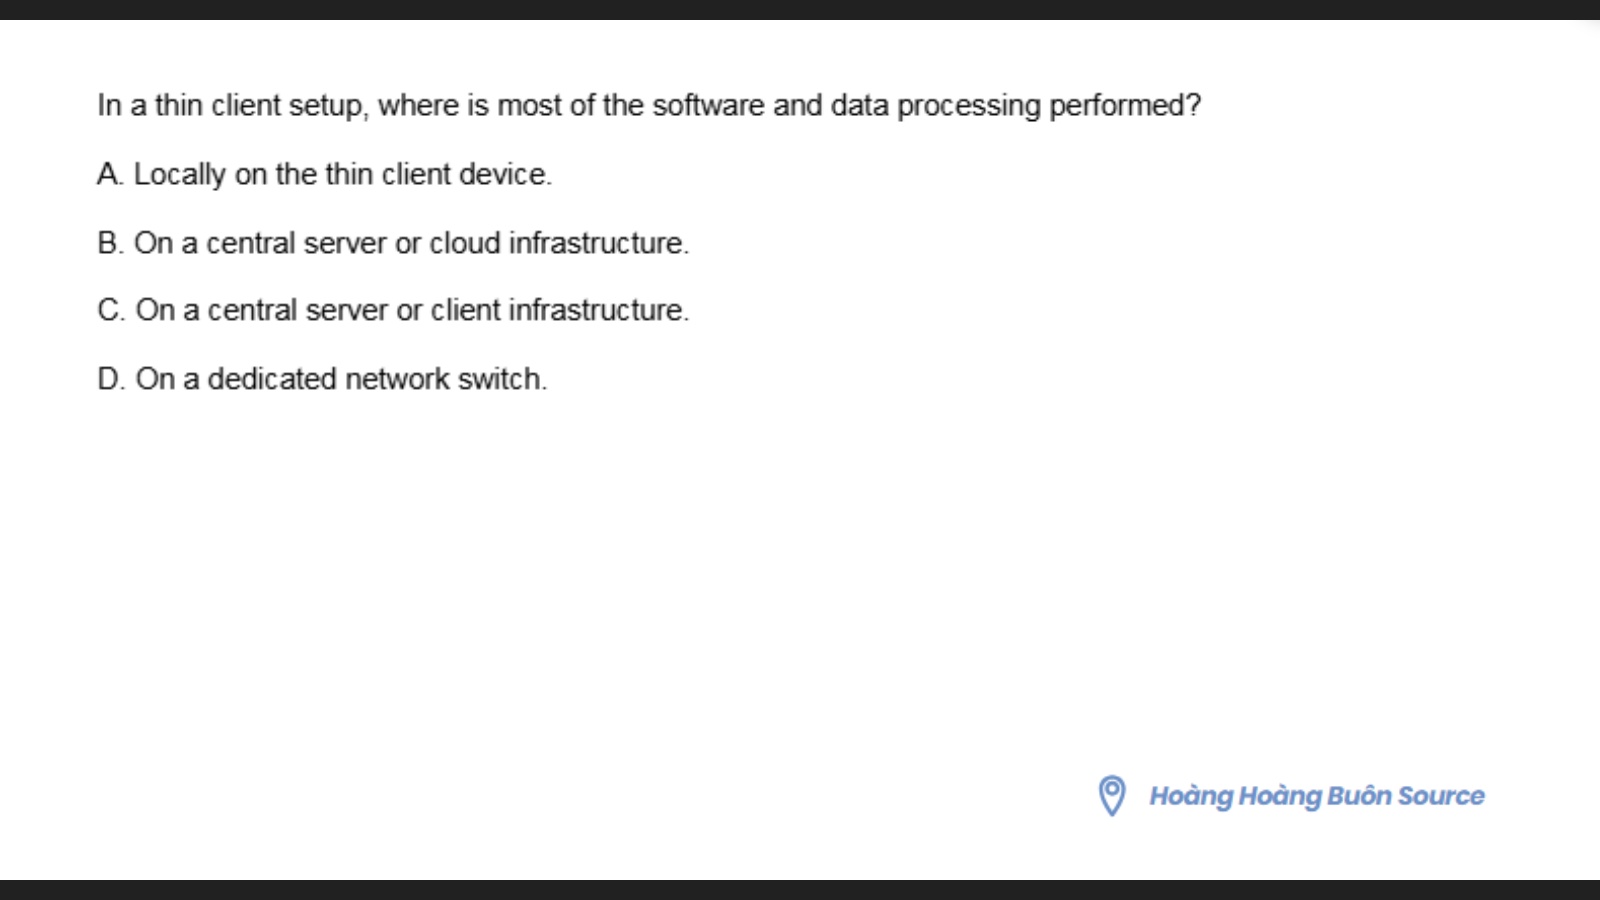 In a thin client setup, where is most of the software and data processing performed?
A. Locally on the thin client device.
B. On a central server or cloud infrastructure.
C. On a central server or client infrastructure.
D. On a dedicated network switch.
Hoàng Hoàng Buôn Source